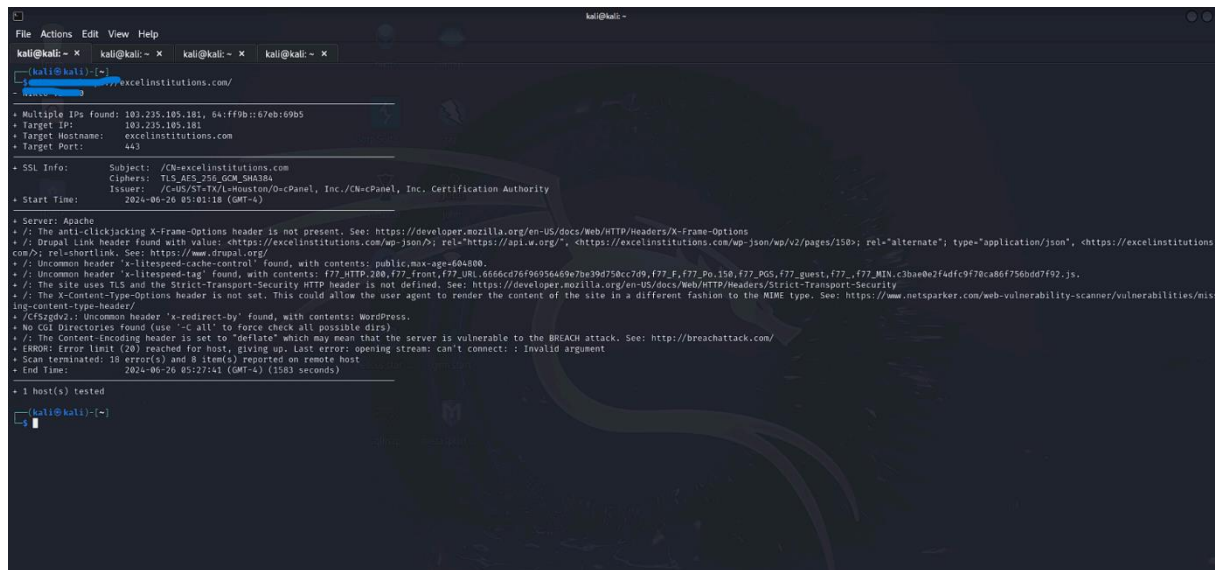 kali@kali: ~
File Actions Edit View Help
kali@kali: ~ × kali@kali: ~ × kali@kali: ~ × kali@kali: ~ ×
(kali㉿kali)-[~]
$ /excelinstitutions.com/
-
+ Multiple IPs found: 103.235.105.181, 64:ff9b::67eb:69b5
+ Target IP: 103.235.105.181
+ Target Hostname: excelinstitutions.com
+ Target Port: 443
+ SSL Info: Subject: /CN=excelinstitutions.com
Ciphers: TLS_AES_256_GCM_SHA384
Issuer: /C=US/ST=TX/L=Houston/O=cPanel, Inc./CN=cPanel, Inc. Certification Authority
+ Start Time: 2024-06-26 05:01:18 (GMT-4)
+ Server: Apache
+ /: The anti-clickjacking X-Frame-Options header is not present. See: https://developer.mozilla.org/en-US/docs/Web/HTTP/Headers/X-Frame-Options
+ /: Drupal Link header found with value: <https://excelinstitutions.com/wp-json/>; rel="https://api.w.org/", <https://excelinstitutions.com/wp-json/wp/v2/pages/150>; rel="alternate"; type="application/json", <https://excelinstitutions.
com/>; rel=shortlink. See: https://www.drupal.org/
+ /: Uncommon header 'x-litespeed-cache-control' found, with contents: public,max-age=604800.
+ /: Uncommon header 'x-litespeed-tag' found, with contents: f77_HTTP.200,f77_front,f77_URL.6666cd76f96956469e7be39d750cc7d9,f77_F,f77_Po.150,f77_PGS,f77_guest,f77_,f77_MIN.c3bae0e2f4dfc9f70ca86f756bdd7f92.js.
+ /: The site uses TLS and the Strict-Transport-Security HTTP header is not defined. See: https://developer.mozilla.org/en-US/docs/Web/HTTP/Headers/Strict-Transport-Security
+ /: The X-Content-Type-Options header is not set. This could allow the user agent to render the content of the site in a different fashion to the MIME type. See: https://www.netsparker.com/web-vulnerability-scanner/vulnerabilities/miss
ing-content-type-header/
+ /CfSzgdv2.: Uncommon header 'x-redirect-by' found, with contents: WordPress.
+ No CGI Directories found (use '-C all' to force check all possible dirs)
+ /: The Content-Encoding header is set to "deflate" which may mean that the server is vulnerable to the BREACH attack. See: http://breachattack.com/
+ ERROR: Error limit (20) reached for host, giving up. Last error: opening stream: can't connect: : Invalid argument
+ Scan terminated: 18 error(s) and 8 item(s) reported on remote host
+ End Time: 2024-06-26 05:27:41 (GMT-4) (1583 seconds)
+ 1 host(s) tested
(kali㉿kali)-[~]
$